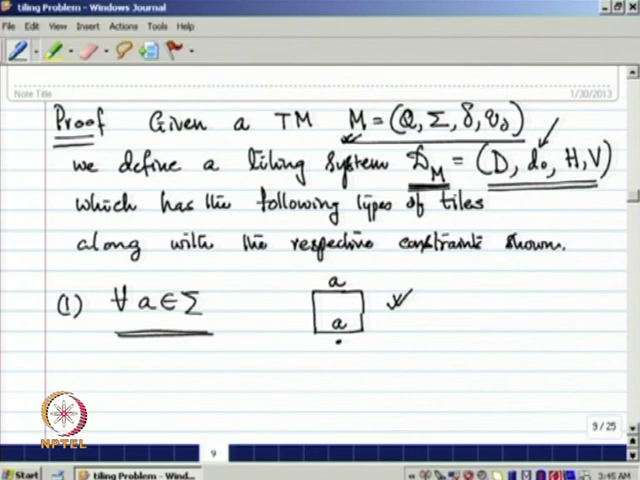 tiling Problem - Windows Journal
File Edit View Insert Actions Tools Help
Note Title
1/30/2013
Proof Given a TM M = (Q, Σ, δ, q₀)
we define a tiling system D_M = (D, d₀, H, V)
which has the following types of tiles
along with the respective constraints shown.
a
(1) ∀ a ∈ Σ
a
NPTEL
9 / 25
9
Start
tiling Problem - Wind...
3:45 AM